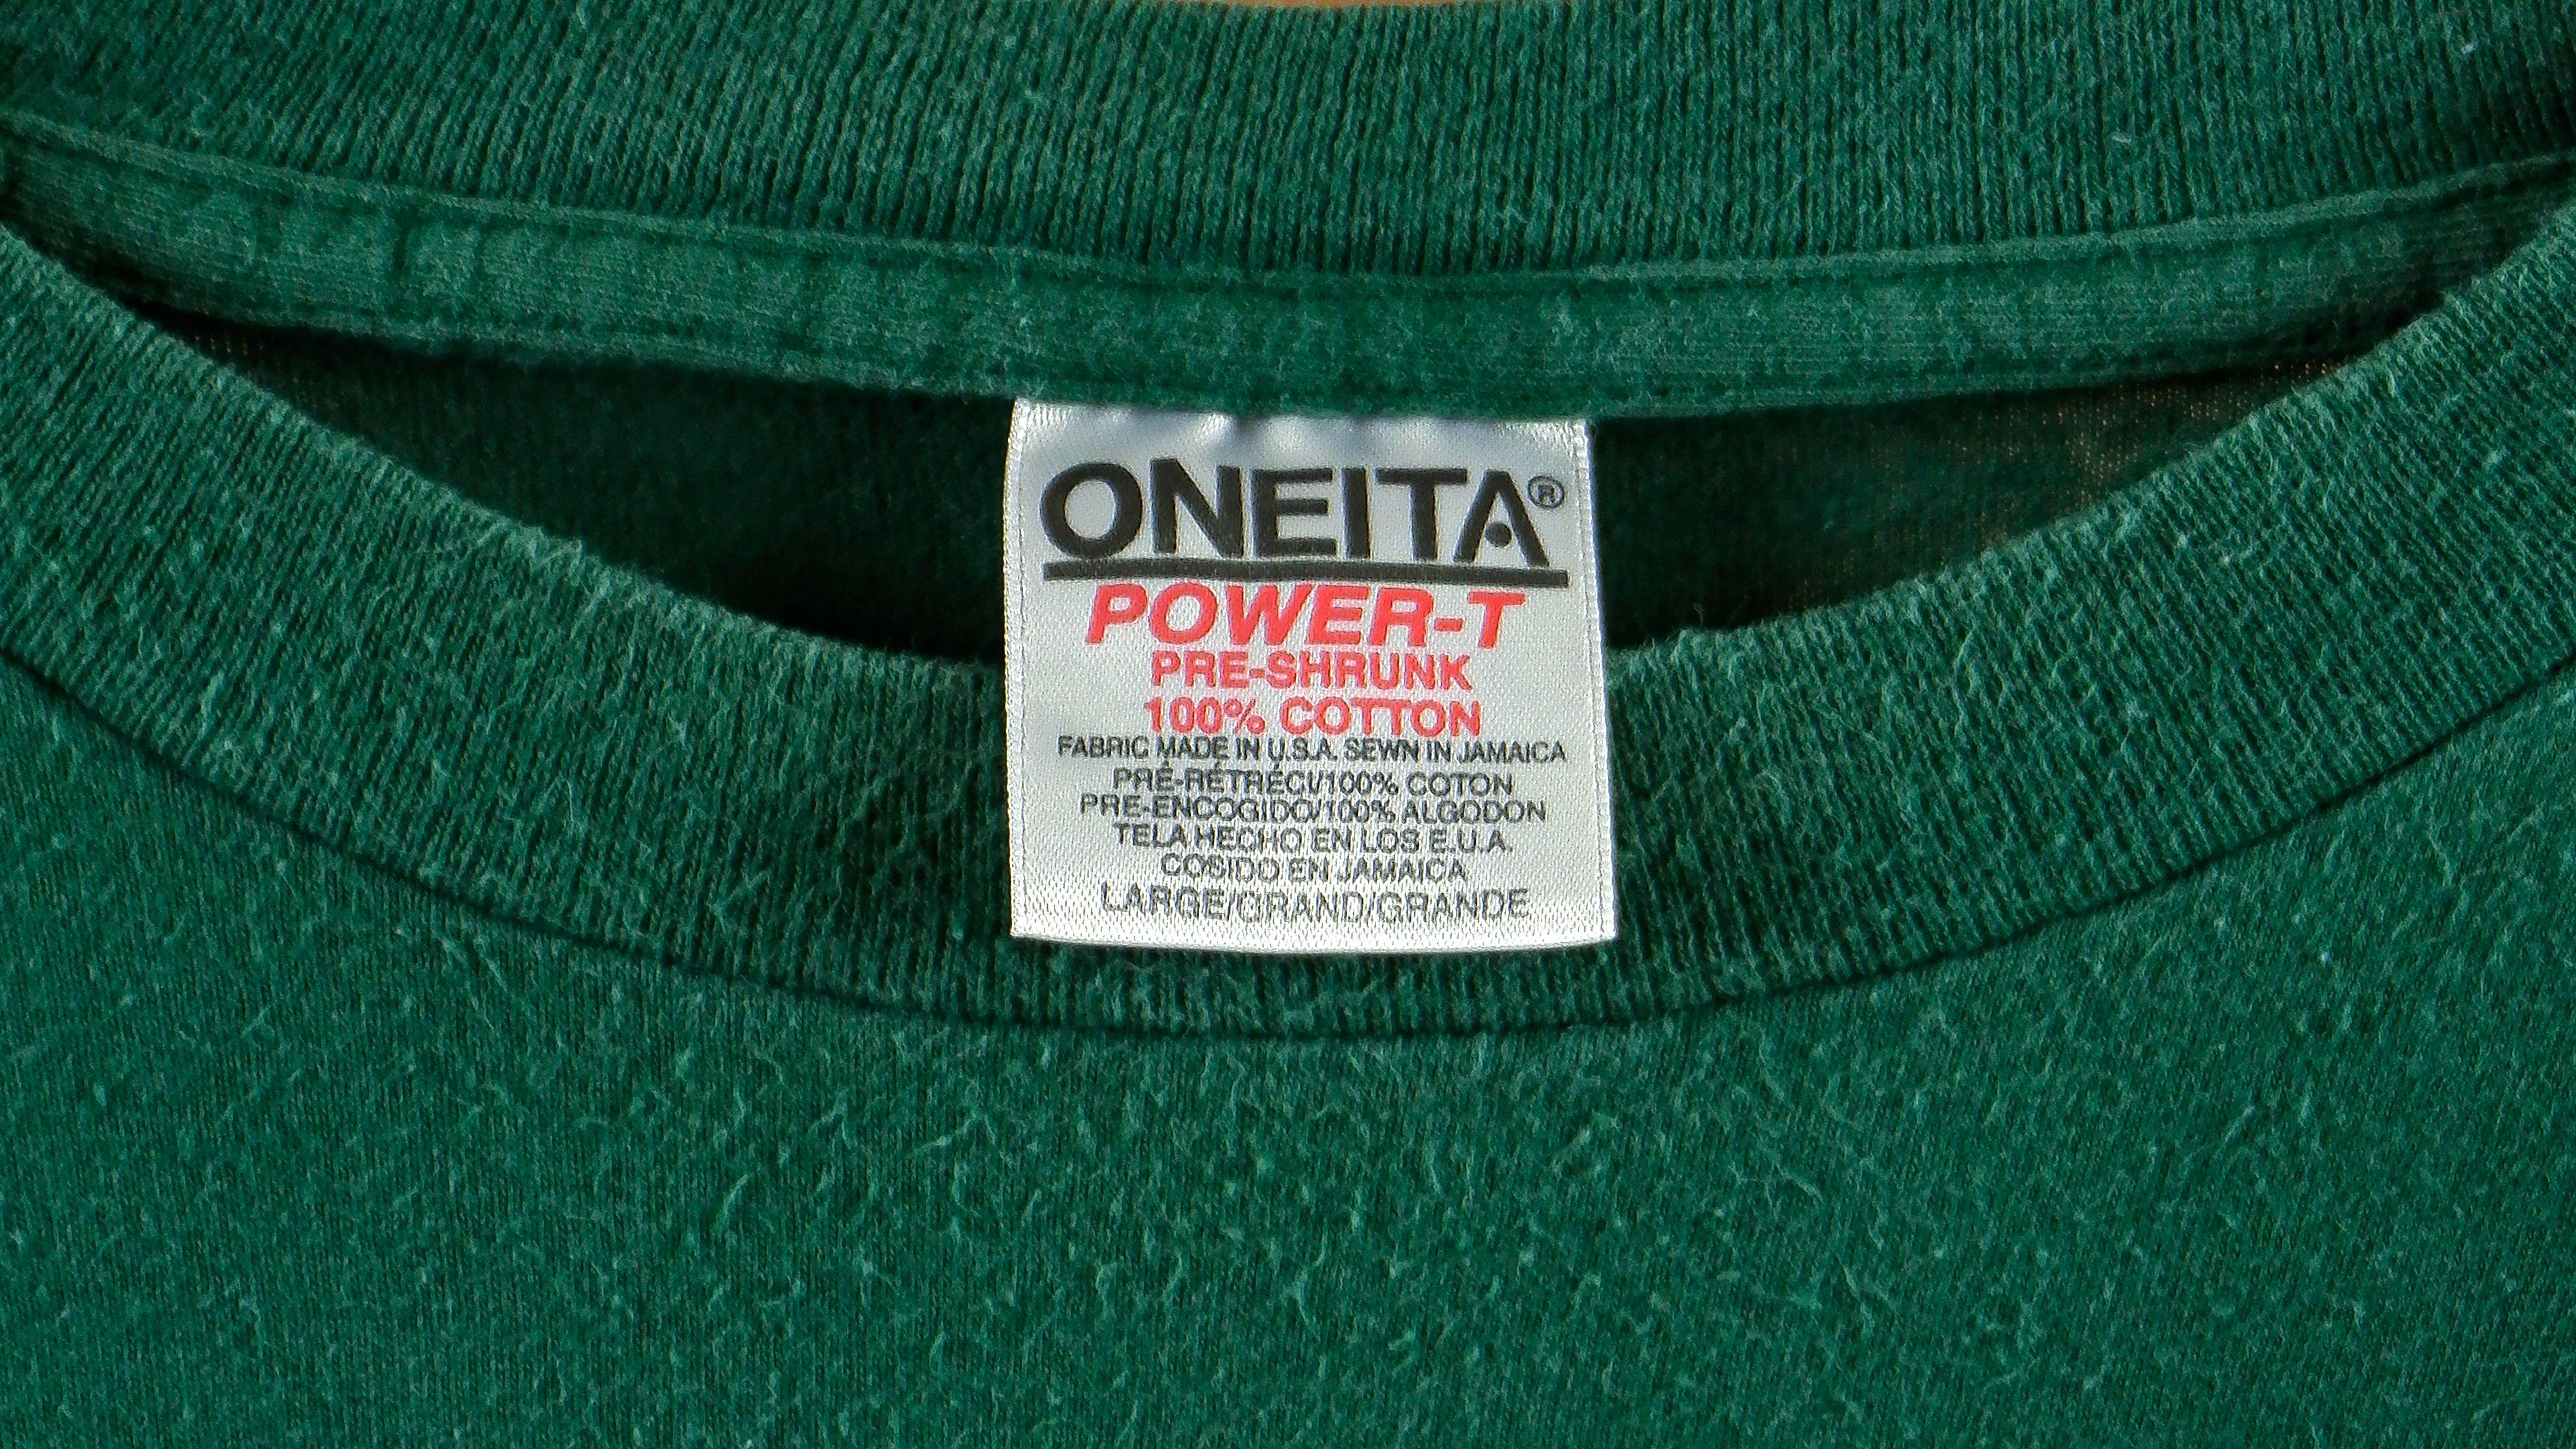 ONEITA®
POWER-T
PRE-SHRUNK
100% COTTON
FABRIC MADE IN U.S.A. SEWN IN JAMAICA
PRÉ-RÉTRÉCI/100% COTON
PRE-ENCOGIDO/100% ALGODON
TELA HECHO EN LOS E.U.A.
COSIDO EN JAMAICA
LARGE/GRAND/GRANDE